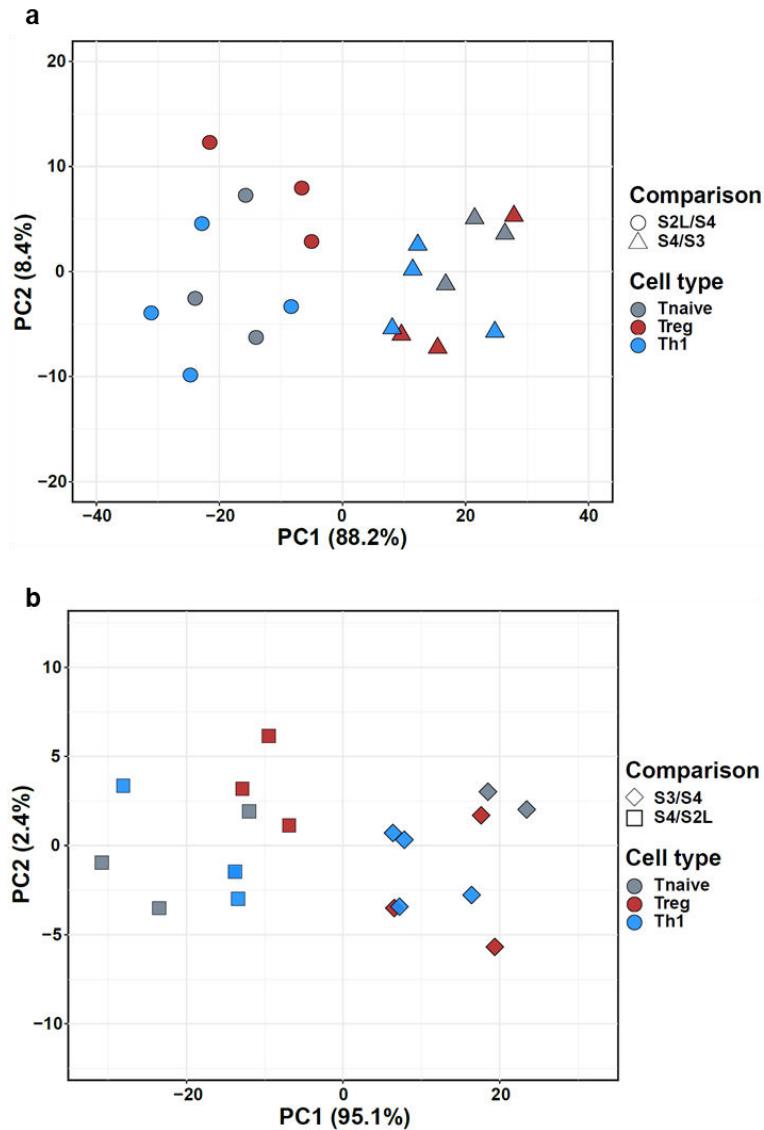 a
PC2 (8.4%)
20
10
0
−10
−20
−40
−20
0
20
40
PC1 (88.2%)
Comparison
S2L/S4
S4/S3
Cell type
Tnaive
Treg
Th1
b
PC2 (2.4%)
10
5
0
−5
−10
−20
0
20
PC1 (95.1%)
Comparison
S3/S4
S4/S2L
Cell type
Tnaive
Treg
Th1